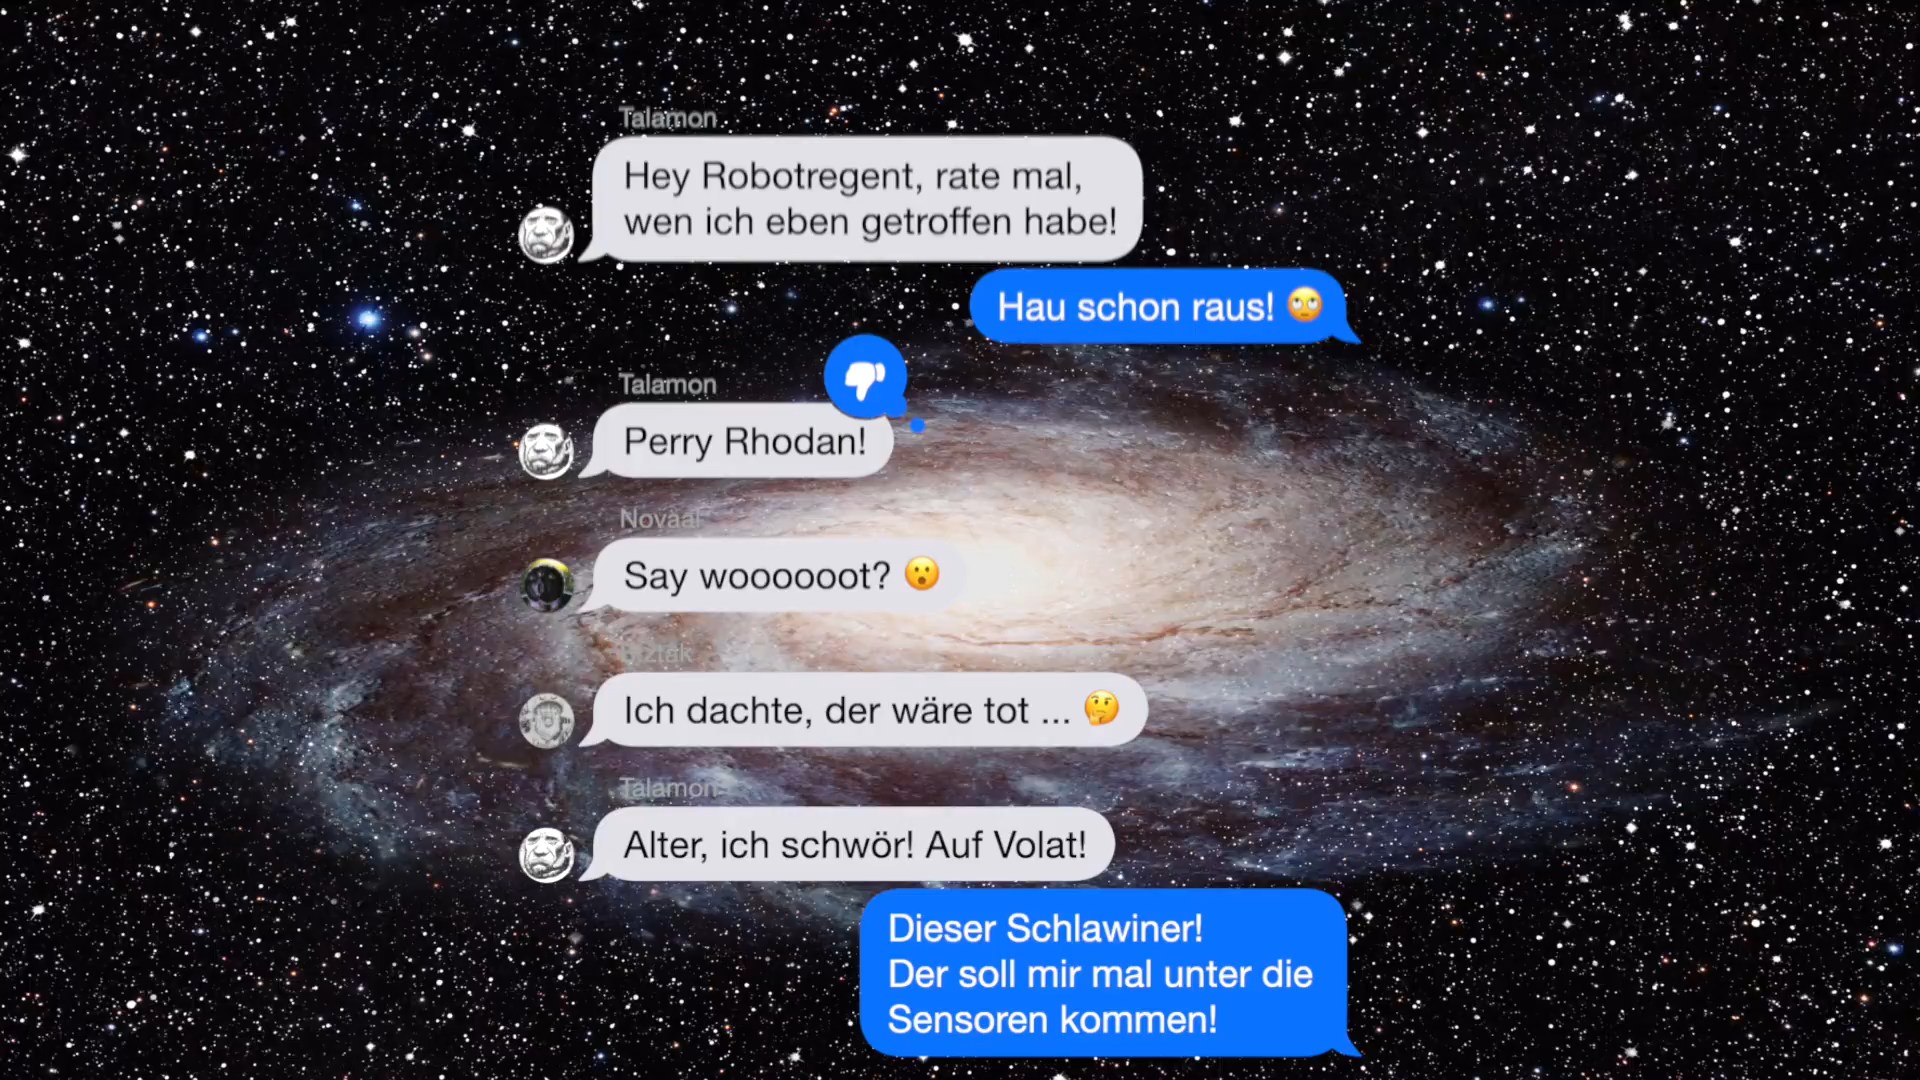 Talamon
Hey Robotregent, rate mal,
wen ich eben getroffen habe!
Hau schon raus! 🙄
Talamon
Perry Rhodan!
Novaal
Say woooooot? 😮
Ich dachte, der wäre tot ... 🤔
Talamon
Alter, ich schwör! Auf Volat!
Dieser Schlawiner!
Der soll mir mal unter die
Sensoren kommen!